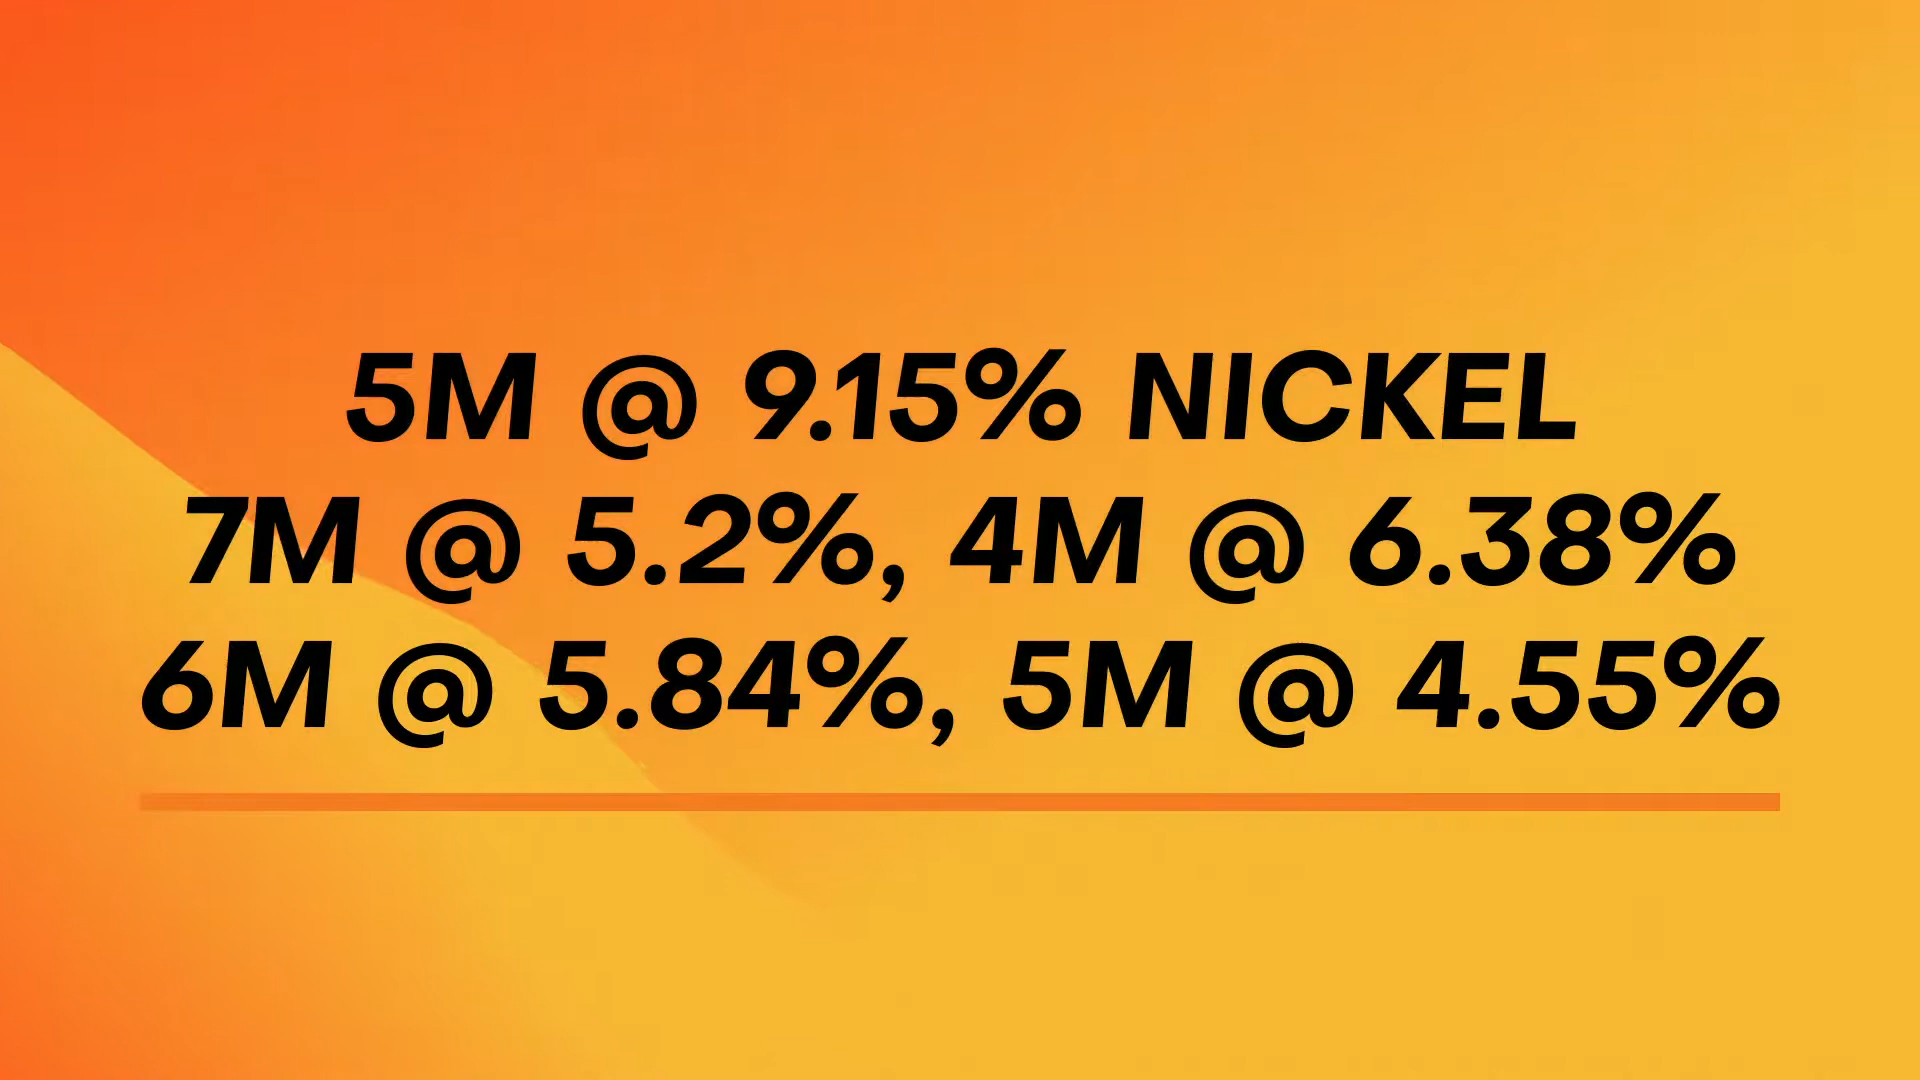 5M @ 9.15% NICKEL
7M @ 5.2%, 4M @ 6.38%
6M @ 5.84%, 5M @ 4.55%